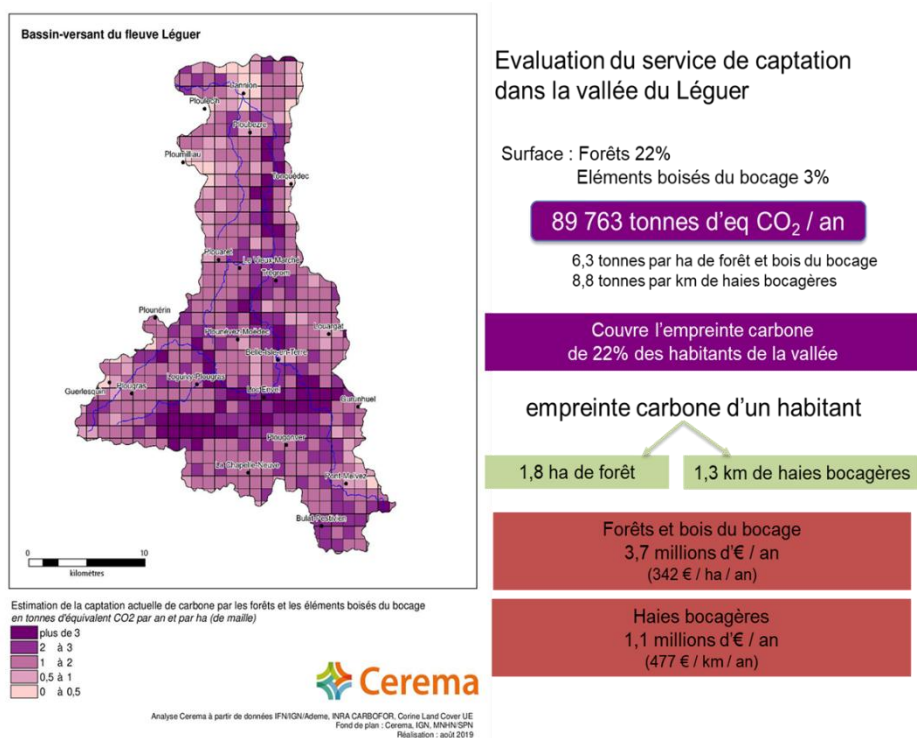 Bassin-versant du fleuve Léguer
Lannion
Ploulec'h
Ploubezre
Ploumilliau
Tonquédec
Plouaret
Le Vieux-Marché
Trégrom
Plounérin
Plounévez-Moëdec
Louargat
Belle-Isle-en-Terre
Guerlesquin
Plougras
Loguivy-Plougras
Loc-Envel
Gurunhuel
Plougonver
La Chapelle-Neuve
Pont-Melvez
Bulat-Pestivien
0 10
kilomètres
Estimation de la captation actuelle de carbone par les forêts et les éléments boisés du bocage
en tonnes d'équivalent CO2 par an et par ha (de maille)
plus de 3
2 à 3
1 à 2
0,5 à 1
0 à 0,5
Cerema
Analyse Cerema à partir de données IFN/IGN/Ademe, INRA CARBOFOR, Corine Land Cover UE
Fond de plan : Cerema, IGN, MNHN/SPN
Réalisation : août 2019
Evaluation du service de captation
dans la vallée du Léguer
Surface : Forêts 22%
Eléments boisés du bocage 3%
89 763 tonnes d'eq CO₂ / an
6,3 tonnes par ha de forêt et bois du bocage
8,8 tonnes par km de haies bocagères
Couvre l'empreinte carbone
de 22% des habitants de la vallée
empreinte carbone d'un habitant
1,8 ha de forêt
1,3 km de haies bocagères
Forêts et bois du bocage
3,7 millions d'€ / an
(342 € / ha / an)
Haies bocagères
1,1 millions d'€ / an
(477 € / km / an)